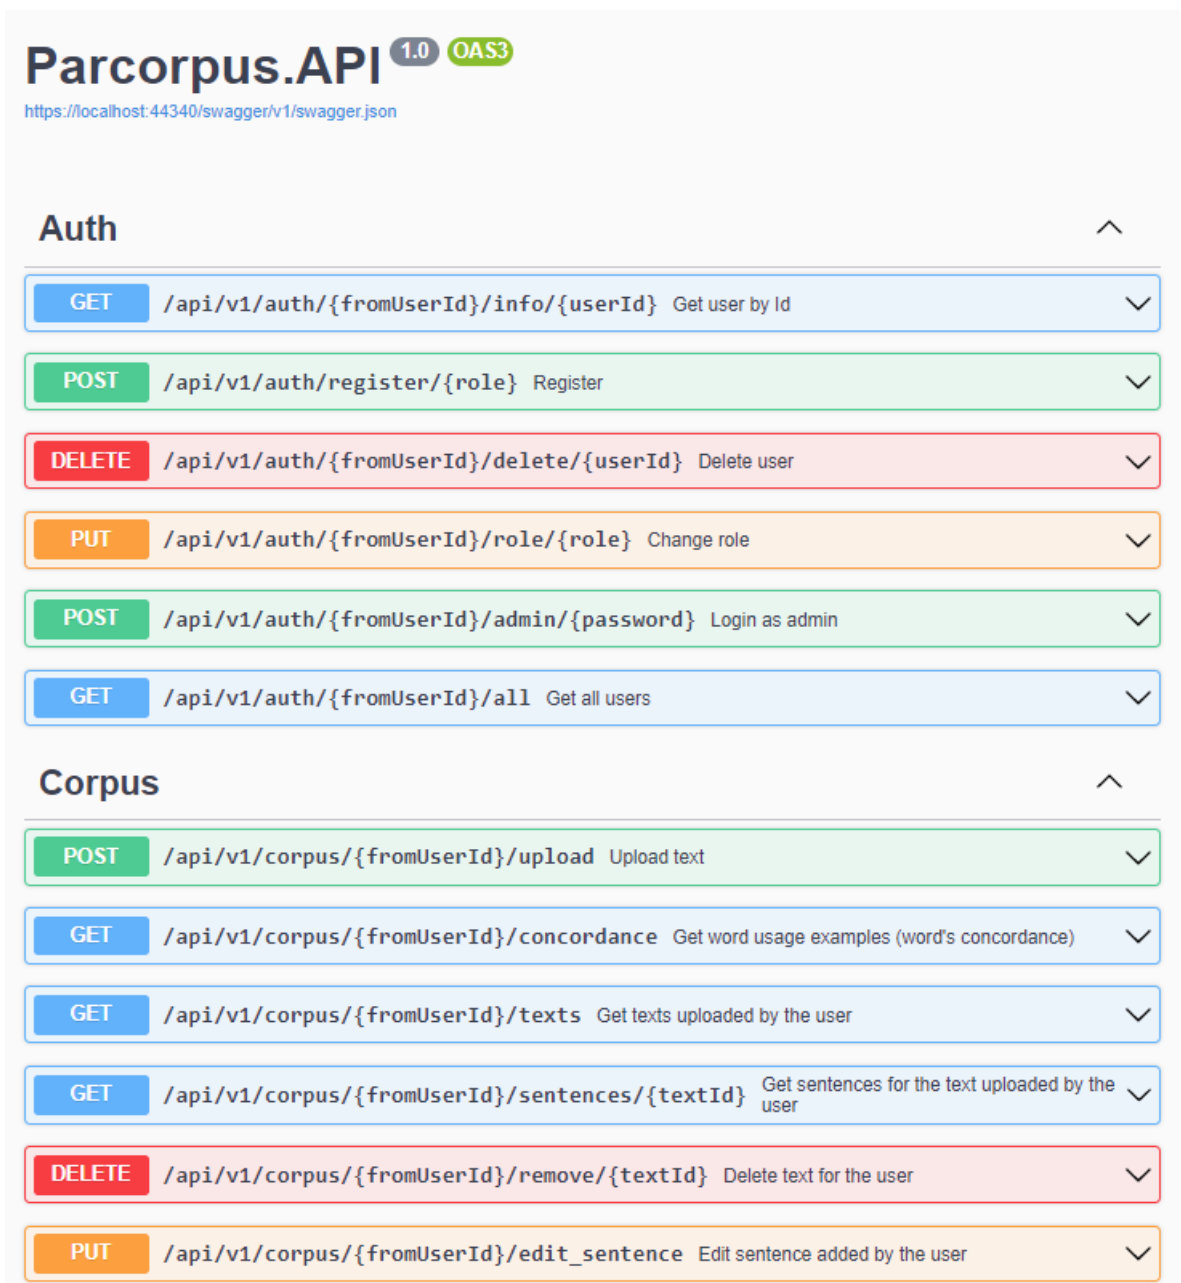 Parcorpus.API 1.0 OAS3
https://localhost:44340/swagger/v1/swagger.json
Auth
GET /api/v1/auth/{fromUserId}/info/{userId} Get user by Id
POST /api/v1/auth/register/{role} Register
DELETE /api/v1/auth/{fromUserId}/delete/{userId} Delete user
PUT /api/v1/auth/{fromUserId}/role/{role} Change role
POST /api/v1/auth/{fromUserId}/admin/{password} Login as admin
GET /api/v1/auth/{fromUserId}/all Get all users
Corpus
POST /api/v1/corpus/{fromUserId}/upload Upload text
GET /api/v1/corpus/{fromUserId}/concordance Get word usage examples (word's concordance)
GET /api/v1/corpus/{fromUserId}/texts Get texts uploaded by the user
GET /api/v1/corpus/{fromUserId}/sentences/{textId} Get sentences for the text uploaded by the
user
DELETE /api/v1/corpus/{fromUserId}/remove/{textId} Delete text for the user
PUT /api/v1/corpus/{fromUserId}/edit_sentence Edit sentence added by the user